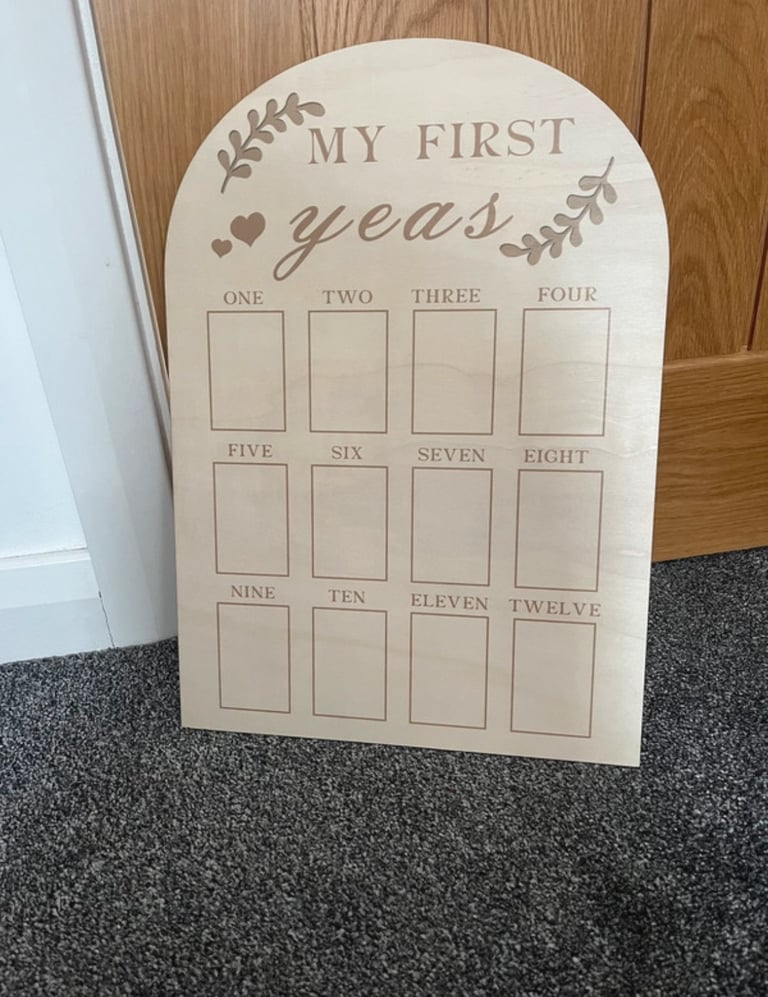 MY FIRST
yeas
ONE TWO THREE FOUR
FIVE SIX SEVEN EIGHT
NINE TEN ELEVEN TWELVE